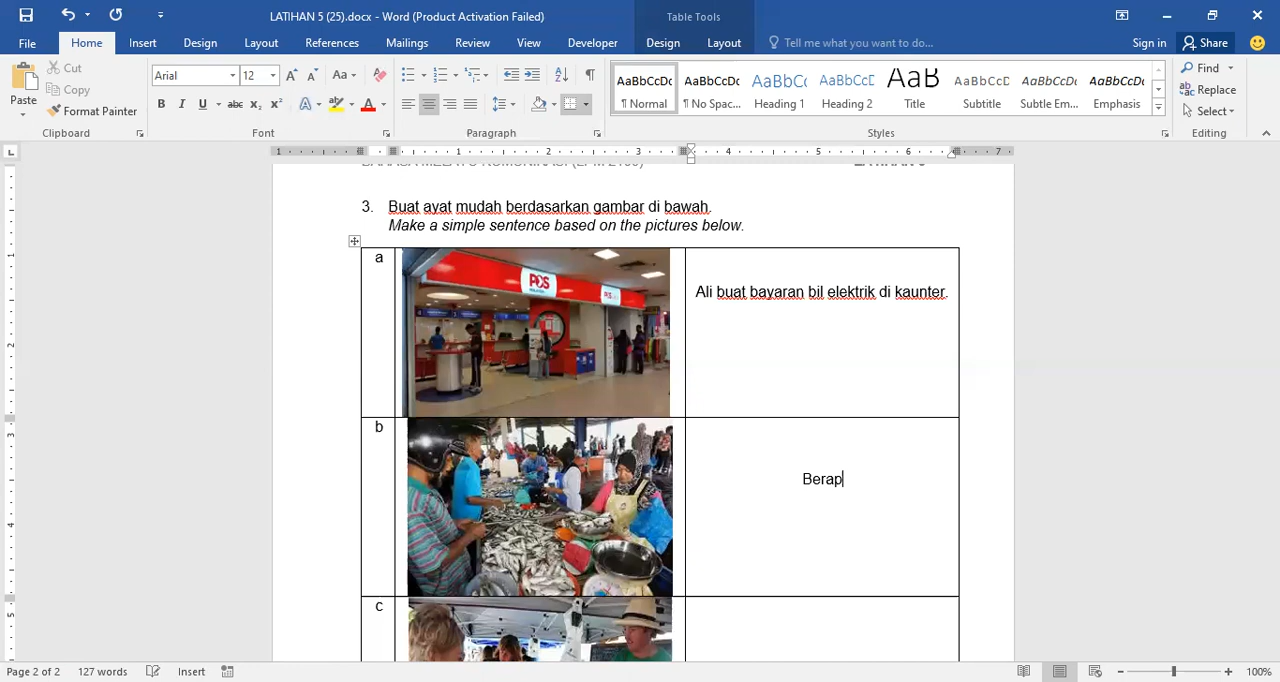 LATIHAN 5 (25).docx - Word (Product Activation Failed)
Table Tools
File
Home
Insert
Design
Layout
References
Mailings
Review
View
Developer
Design
Layout
Tell me what you want to do...
Sign in
Share
Paste
Cut
Copy
Format Painter
Clipboard
Arial
12
Font
Paragraph
AaBbCcDc
¶ Normal
AaBbCcDc
¶ No Spac...
AaBbCc
Heading 1
AaBbCcE
Heading 2
AaB
Title
AaBbCcD
Subtitle
AaBbCcDc
Subtle Em...
AaBbCcDc
Emphasis
Styles
Find
Replace
Select
Editing
3. Buat ayat mudah berdasarkan gambar di bawah.
Make a simple sentence based on the pictures below.
a
POS
Ali buat bayaran bil elektrik di kaunter.
b
Berap
c
Page 2 of 2
127 words
Insert
100%